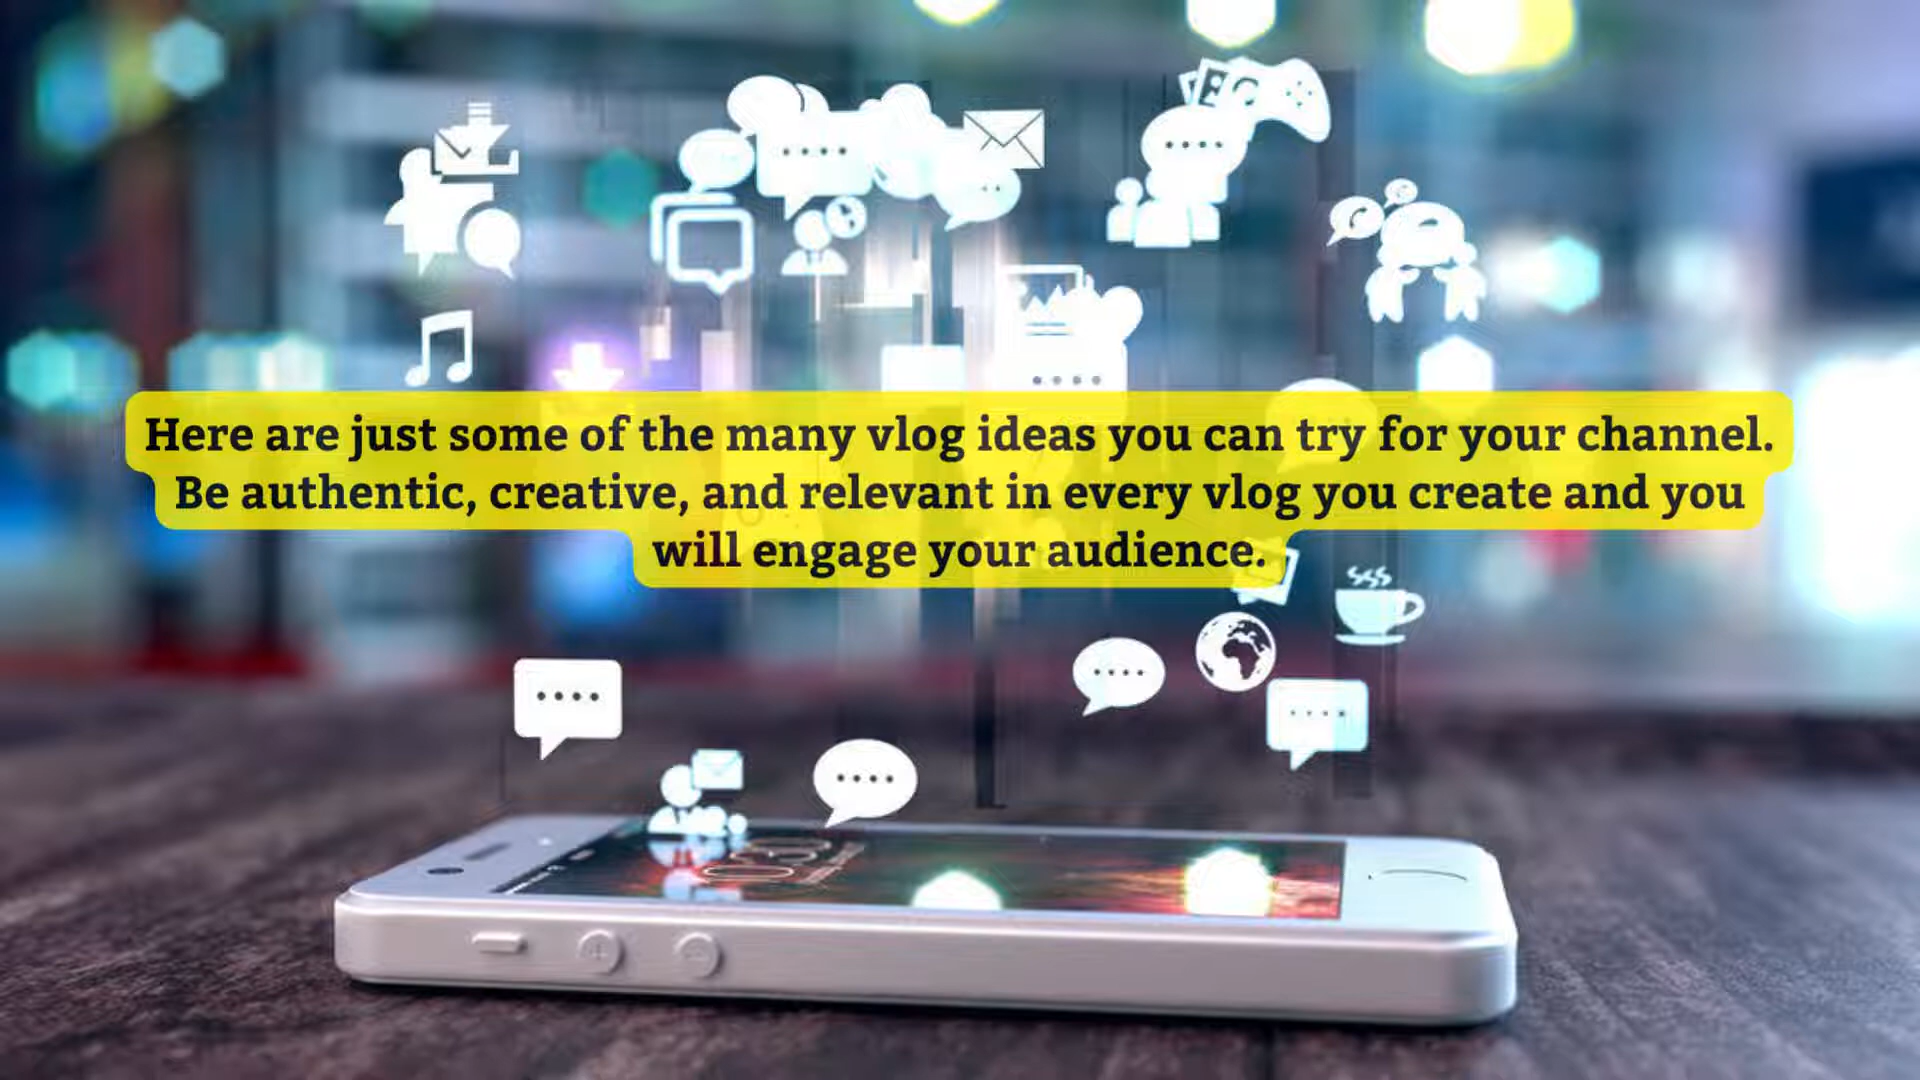 Here are just some of the many vlog ideas you can try for your channel.
Be authentic, creative, and relevant in every vlog you create and you
will engage your audience.